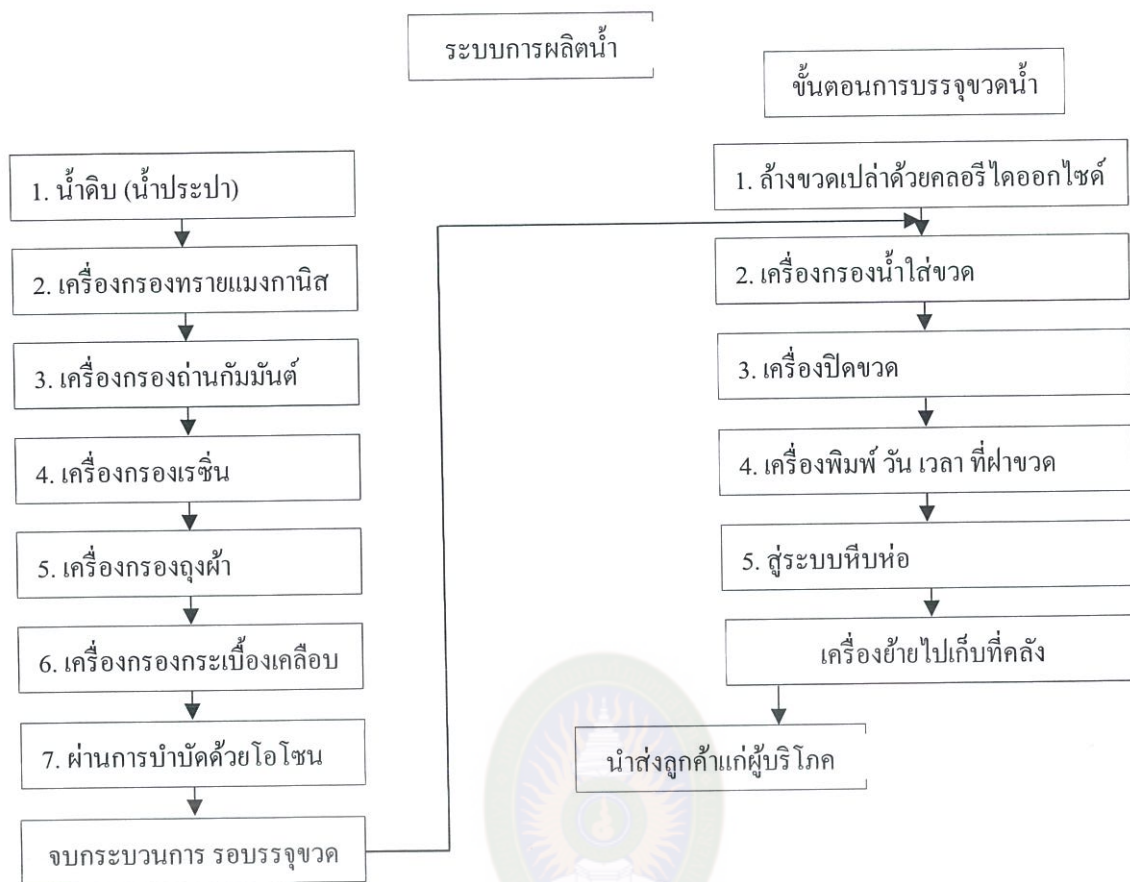 ระบบการผลิตน้ำ
1. น้ำดิบ (น้ำประปา)
2. เครื่องกรองทรายแมงกานิส
3. เครื่องกรองถ่านกัมมันต์
4. เครื่องกรองเรซิ่น
5. เครื่องกรองถุงผ้า
6. เครื่องกรองกระเบื้องเคลือบ
7. ผ่านการบำบัดด้วยโอโซน
จบกระบวนการ รอบรรจุขวด
ขั้นตอนการบรรจุขวดน้ำ
1. ล้างขวดเปล่าด้วยคลอรีไดออกไซด์
2. เครื่องกรองน้ำใส่ขวด
3. เครื่องปิดขวด
4. เครื่องพิมพ์ วัน เวลา ที่ฝาขวด
5. สู่ระบบหีบห่อ
เครื่องย้ายไปเก็บที่คลัง
นำส่งลูกค้าแก่ผู้บริโภค